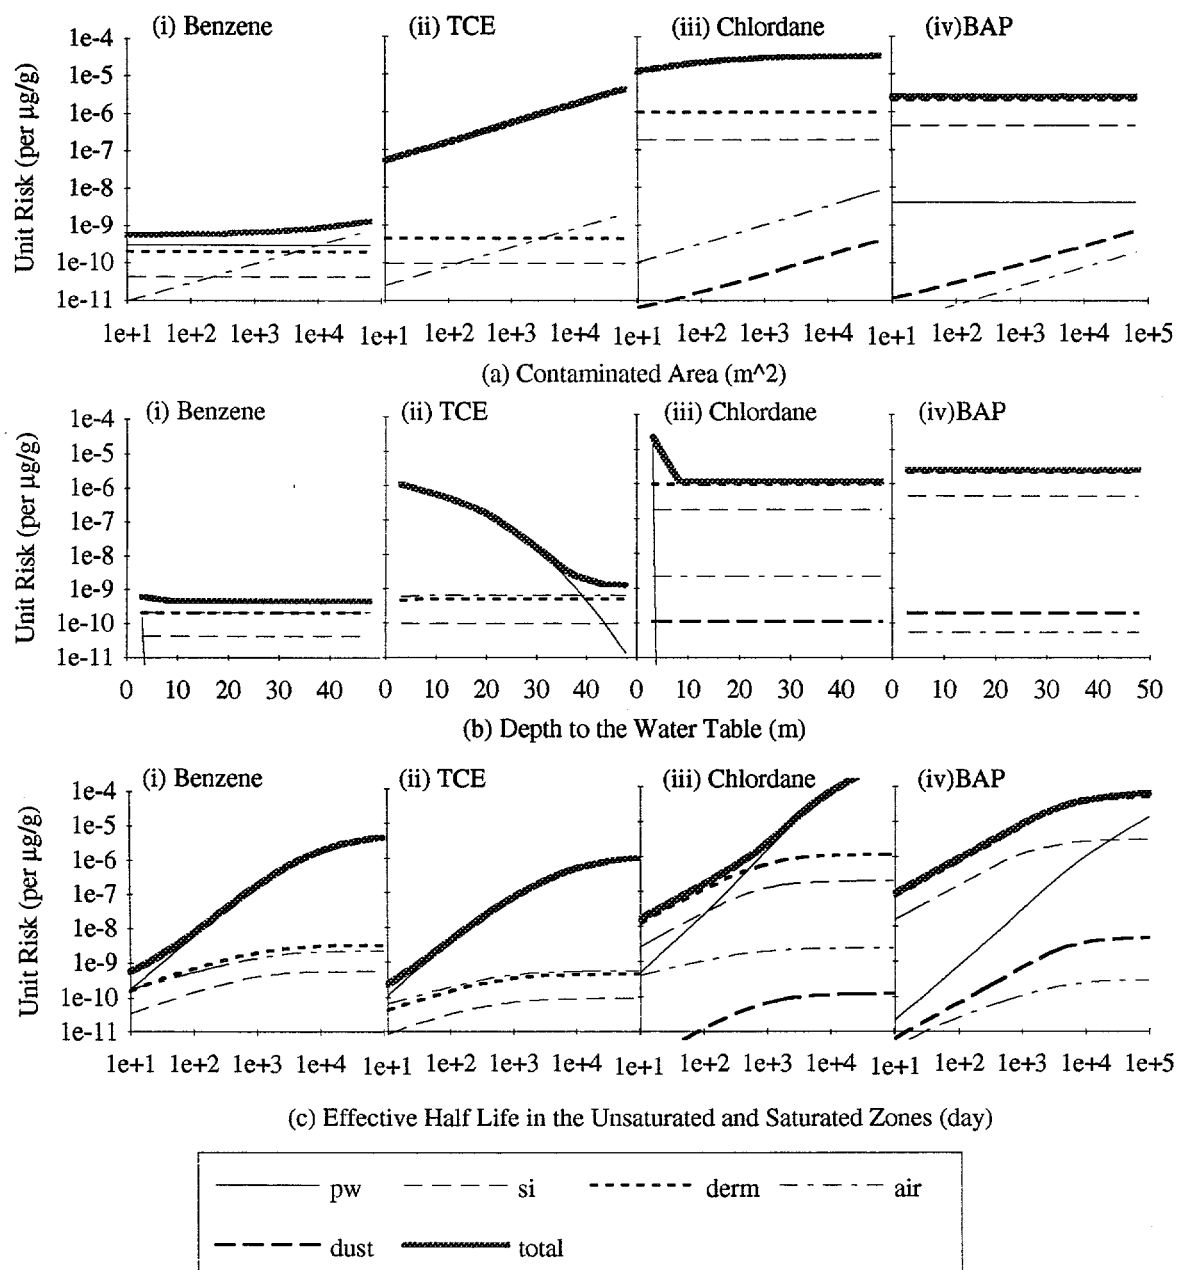 (i) Benzene (ii) TCE (iii) Chlordane (iv)BAP
Unit Risk (per µg/g)
1e-4
1e-5
1e-6
1e-7
1e-8
1e-9
1e-10
1e-11
1e+1 1e+2 1e+3 1e+4 1e+1 1e+2 1e+3 1e+4 1e+1 1e+2 1e+3 1e+4 1e+1 1e+2 1e+3 1e+4 1e+5
(a) Contaminated Area (m^2)
(i) Benzene (ii) TCE (iii) Chlordane (iv)BAP
Unit Risk (per µg/g)
1e-4
1e-5
1e-6
1e-7
1e-8
1e-9
1e-10
1e-11
0 10 20 30 40 0 10 20 30 40 0 10 20 30 40 0 10 20 30 40 50
(b) Depth to the Water Table (m)
(i) Benzene (ii) TCE (iii) Chlordane (iv)BAP
Unit Risk (per µg/g)
1e-4
1e-5
1e-6
1e-7
1e-8
1e-9
1e-10
1e-11
1e+1 1e+2 1e+3 1e+4 1e+1 1e+2 1e+3 1e+4 1e+1 1e+2 1e+3 1e+4 1e+1 1e+2 1e+3 1e+4 1e+5
(c) Effective Half Life in the Unsaturated and Saturated Zones (day)
pw si derm air
dust total